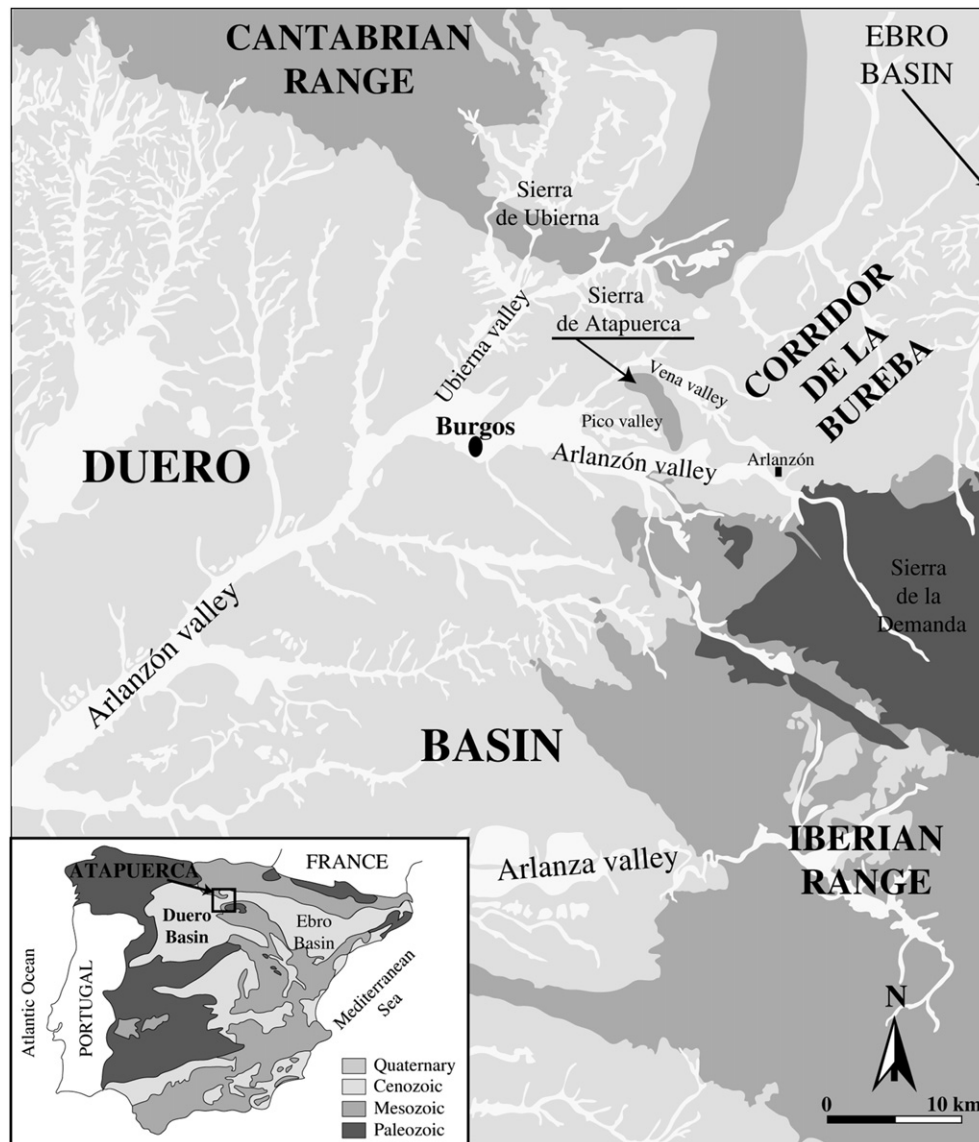 CANTABRIAN
RANGE
EBRO
BASIN
Sierra
de Ubierna
Sierra
de Atapuerca
Ubierna valley
Vena valley
CORRIDOR
DE LA
BUREBA
Burgos
Pico valley
Arlanzón valley
Arlanzón
DUERO
Sierra
de la
Demanda
Arlanzón valley
BASIN
Arlanza valley
IBERIAN
RANGE
N
0 10 km
ATAPUERCA
FRANCE
Duero
Basin
Ebro
Basin
Atlantic Ocean
PORTUGAL
Mediterranean
Sea
Quaternary
Cenozoic
Mesozoic
Paleozoic